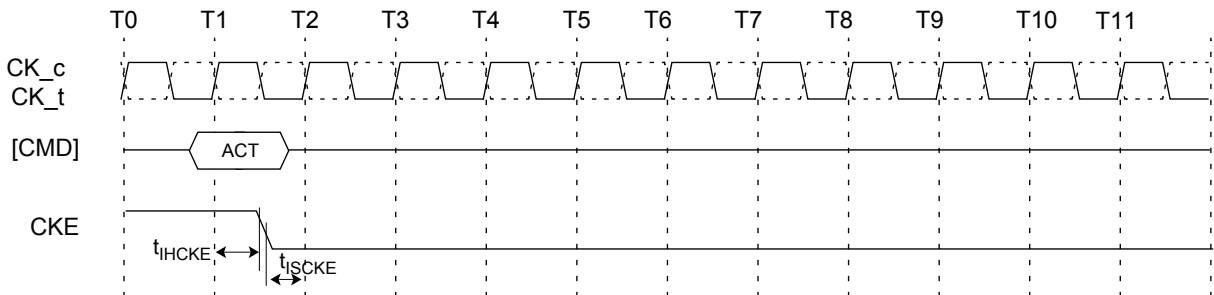 T0 T1 T2 T3 T4 T5 T6 T7 T8 T9 T10 T11
CK_c
CK_t
[CMD] ACT
CKE
tIHCKE
tISCKE